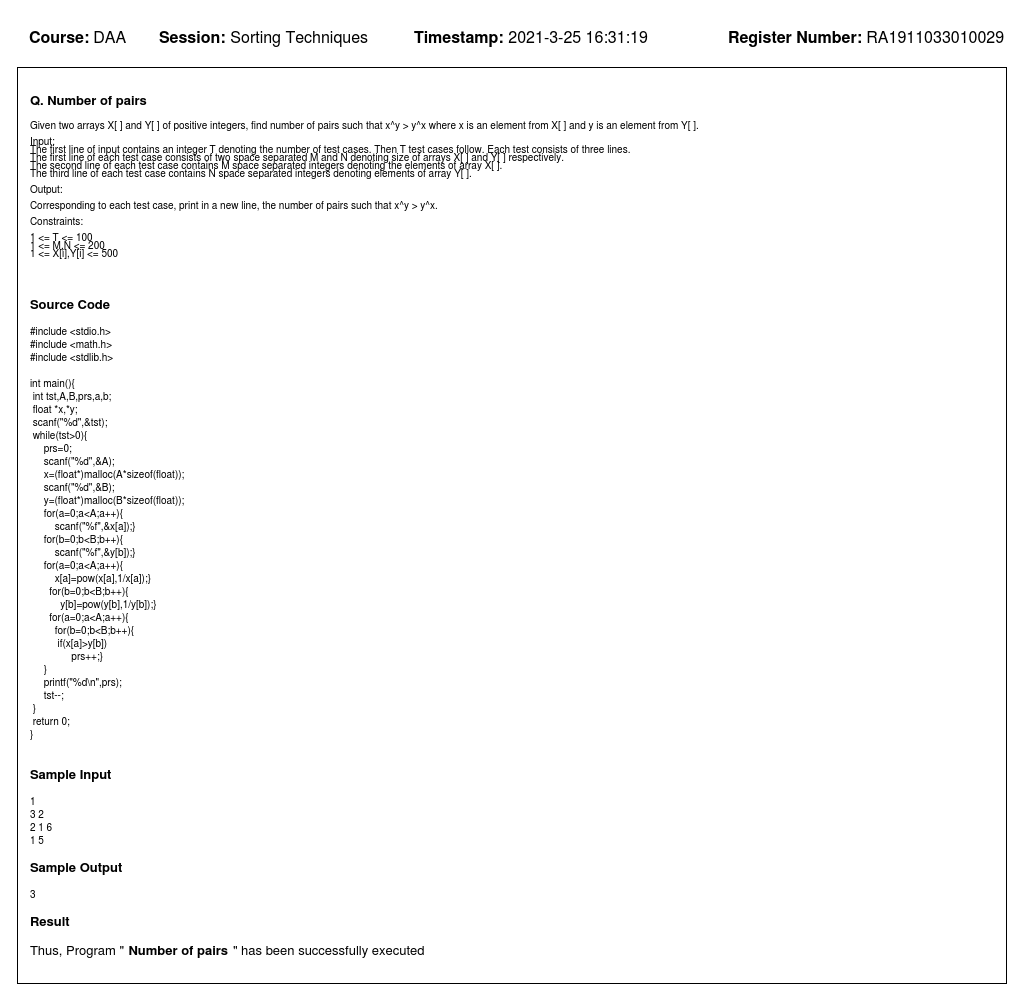 Course: DAA Session: Sorting Techniques Timestamp: 2021-3-25 16:31:19 Register Number: RA1911033010029
Q. Number of pairs
Given two arrays X[ ] and Y[ ] of positive integers, find number of pairs such that x^y > y^x where x is an element from X[ ] and y is an element from Y[ ].
Input:
The first line of input contains an integer T denoting the number of test cases. Then T test cases follow. Each test consists of three lines.
The first line of each test case consists of two space separated M and N denoting size of arrays X[ ] and Y[ ] respectively.
The second line of each test case contains M space separated integers denoting the elements of array X[ ].
The third line of each test case contains N space separated integers denoting elements of array Y[ ].
Output:
Corresponding to each test case, print in a new line, the number of pairs such that x^y > y^x.
Constraints:
1 <= T <= 100
1 <= M,N <= 200
1 <= X[i],Y[i] <= 500
Source Code
#include <stdio.h>
#include <math.h>
#include <stdlib.h>
int main(){
int tst,A,B,prs,a,b;
float *x,*y;
scanf("%d",&tst);
while(tst>0){
prs=0;
scanf("%d",&A);
x=(float*)malloc(A*sizeof(float));
scanf("%d",&B);
y=(float*)malloc(B*sizeof(float));
for(a=0;a<A;a++){
scanf("%f",&x[a]);}
for(b=0;b<B;b++){
scanf("%f",&y[b]);}
for(a=0;a<A;a++){
x[a]=pow(x[a],1/x[a]);}
for(b=0;b<B;b++){
y[b]=pow(y[b],1/y[b]);}
for(a=0;a<A;a++){
for(b=0;b<B;b++){
if(x[a]>y[b])
prs++;}
}
printf("%d\n",prs);
tst--;
}
return 0;
}
Sample Input
1
3 2
2 1 6
1 5
Sample Output
3
Result
Thus, Program " Number of pairs " has been successfully executed